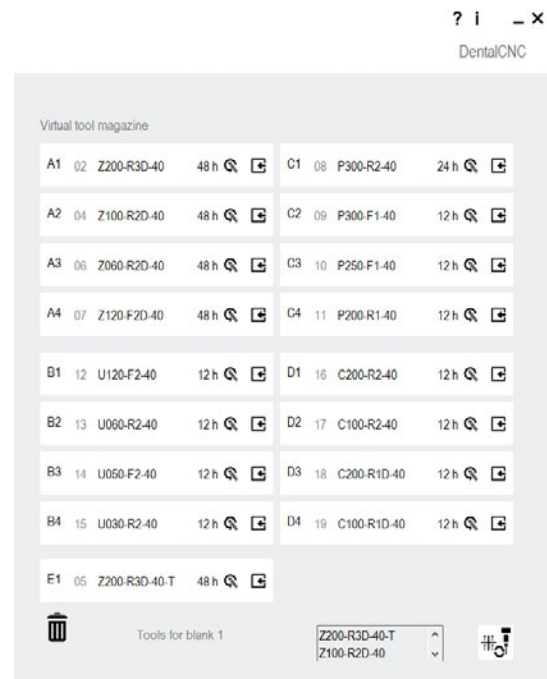 ? i
DentalCNC
Virtual tool magazine
A1 02 Z200-R3D-40 48 h
C1 08 P300-R2-40 24 h
A2 04 Z100-R2D-40 48 h
C2 09 P300-F1-40 12 h
A3 06 Z060-R2D-40 48 h
C3 10 P250-F1-40 12 h
A4 07 Z120-F2D-40 48 h
C4 11 P200-R1-40 12 h
B1 12 U120-F2-40 12 h
D1 16 C200-R2-40 12 h
B2 13 U060-R2-40 12 h
D2 17 C100-R2-40 12 h
B3 14 U050-F2-40 12 h
D3 18 C200-R1D-40 12 h
B4 15 U030-R2-40 12 h
D4 19 C100-R1D-40 12 h
E1 05 Z200-R3D-40-T 48 h
Tools for blank 1
Z200-R3D-40-T
Z100-R2D-40